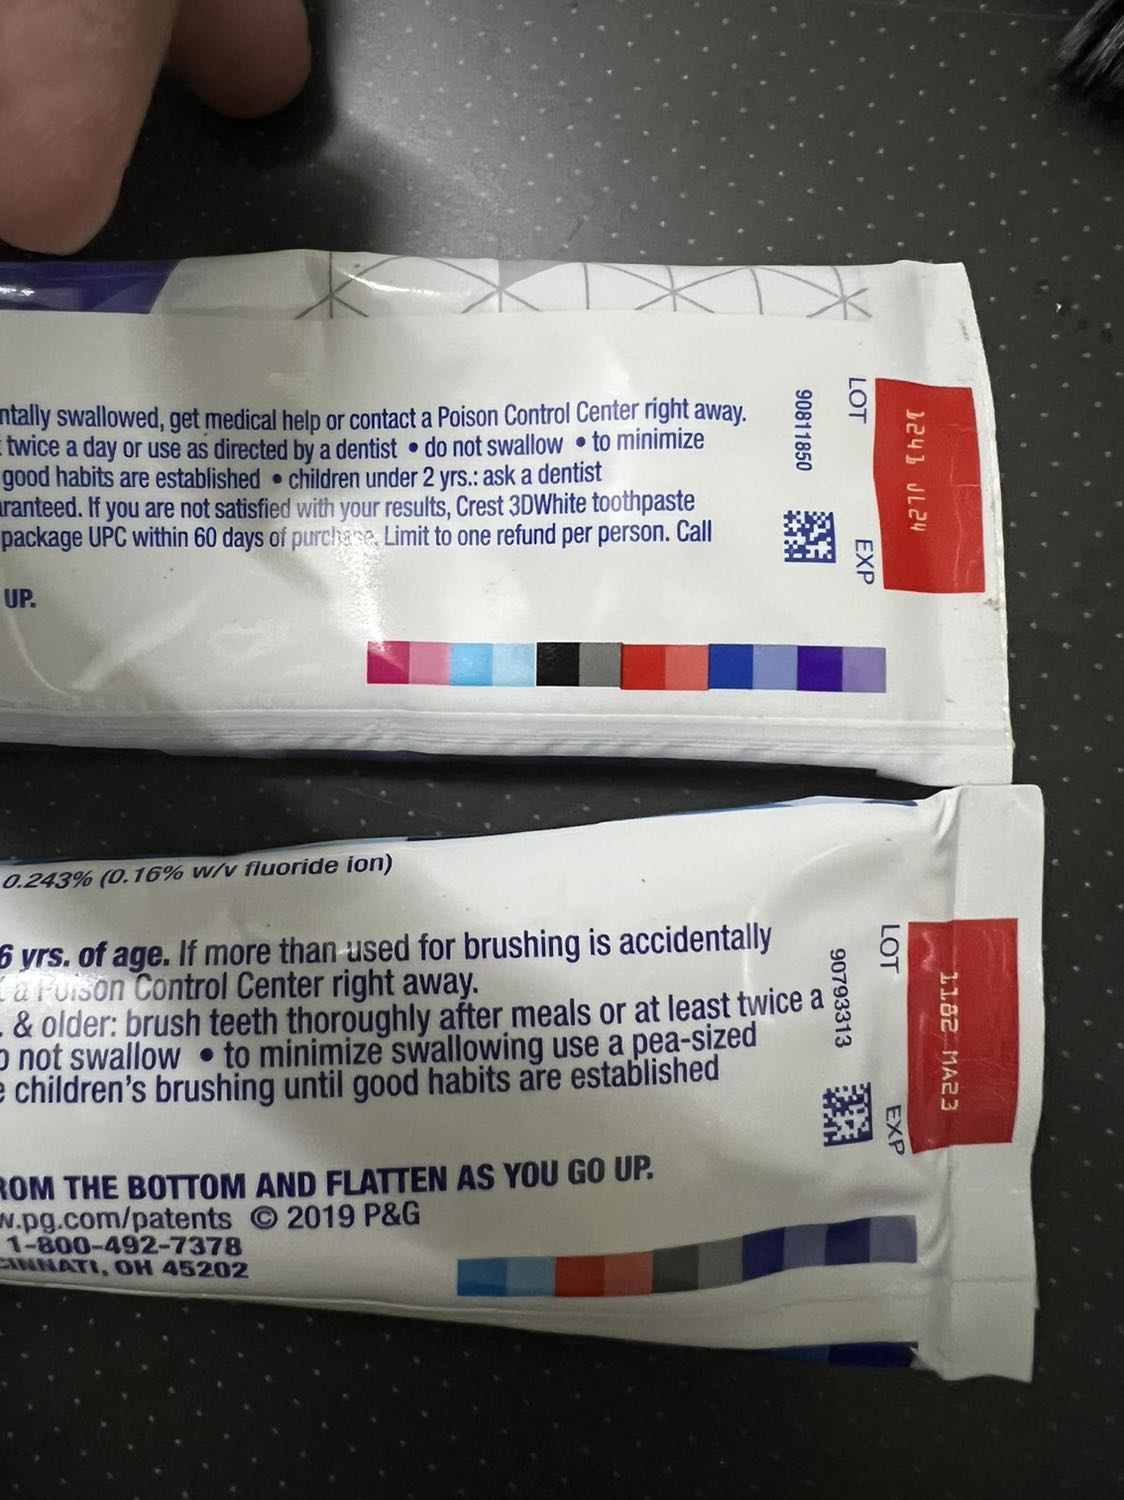 ntally swallowed, get medical help or contact a Poison Control Center right away.
twice a day or use as directed by a dentist • do not swallow • to minimize
good habits are established • children under 2 yrs.: ask a dentist
ranteed. If you are not satisfied with your results, Crest 3DWhite toothpaste
package UPC within 60 days of purchase. Limit to one refund per person. Call
UP.
90811850
LOT
EXP
1243 JL24
0.243% (0.16% w/v fluoride ion)
6 yrs. of age. If more than used for brushing is accidentally
a Poison Control Center right away.
. & older: brush teeth thoroughly after meals or at least twice a
o not swallow • to minimize swallowing use a pea-sized
e children's brushing until good habits are established
ROM THE BOTTOM AND FLATTEN AS YOU GO UP.
w.pg.com/patents © 2019 P&G
1-800-492-7378
CINNATI, OH 45202
90793313
LOT
EXP
1182 MA23